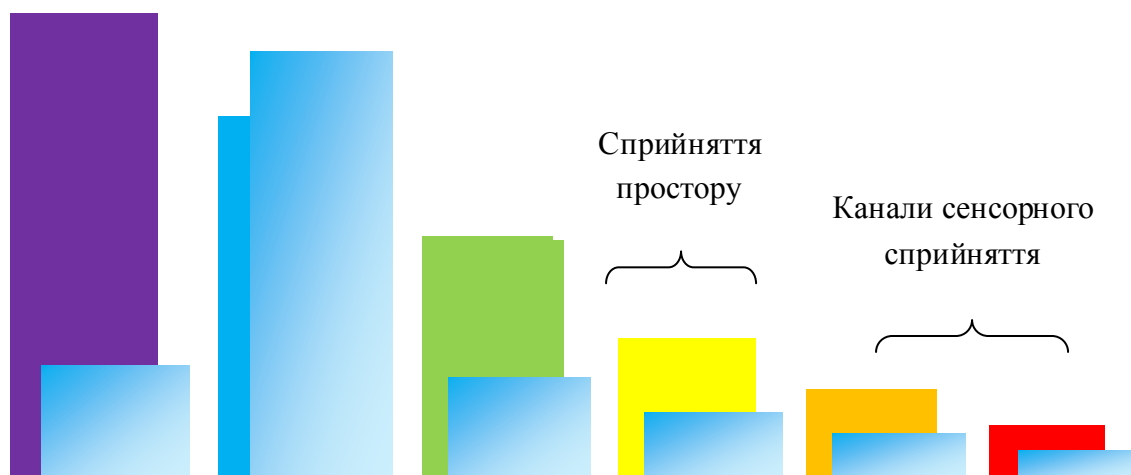 Сприйняття
простору
Канали сенсорного
сприйняття